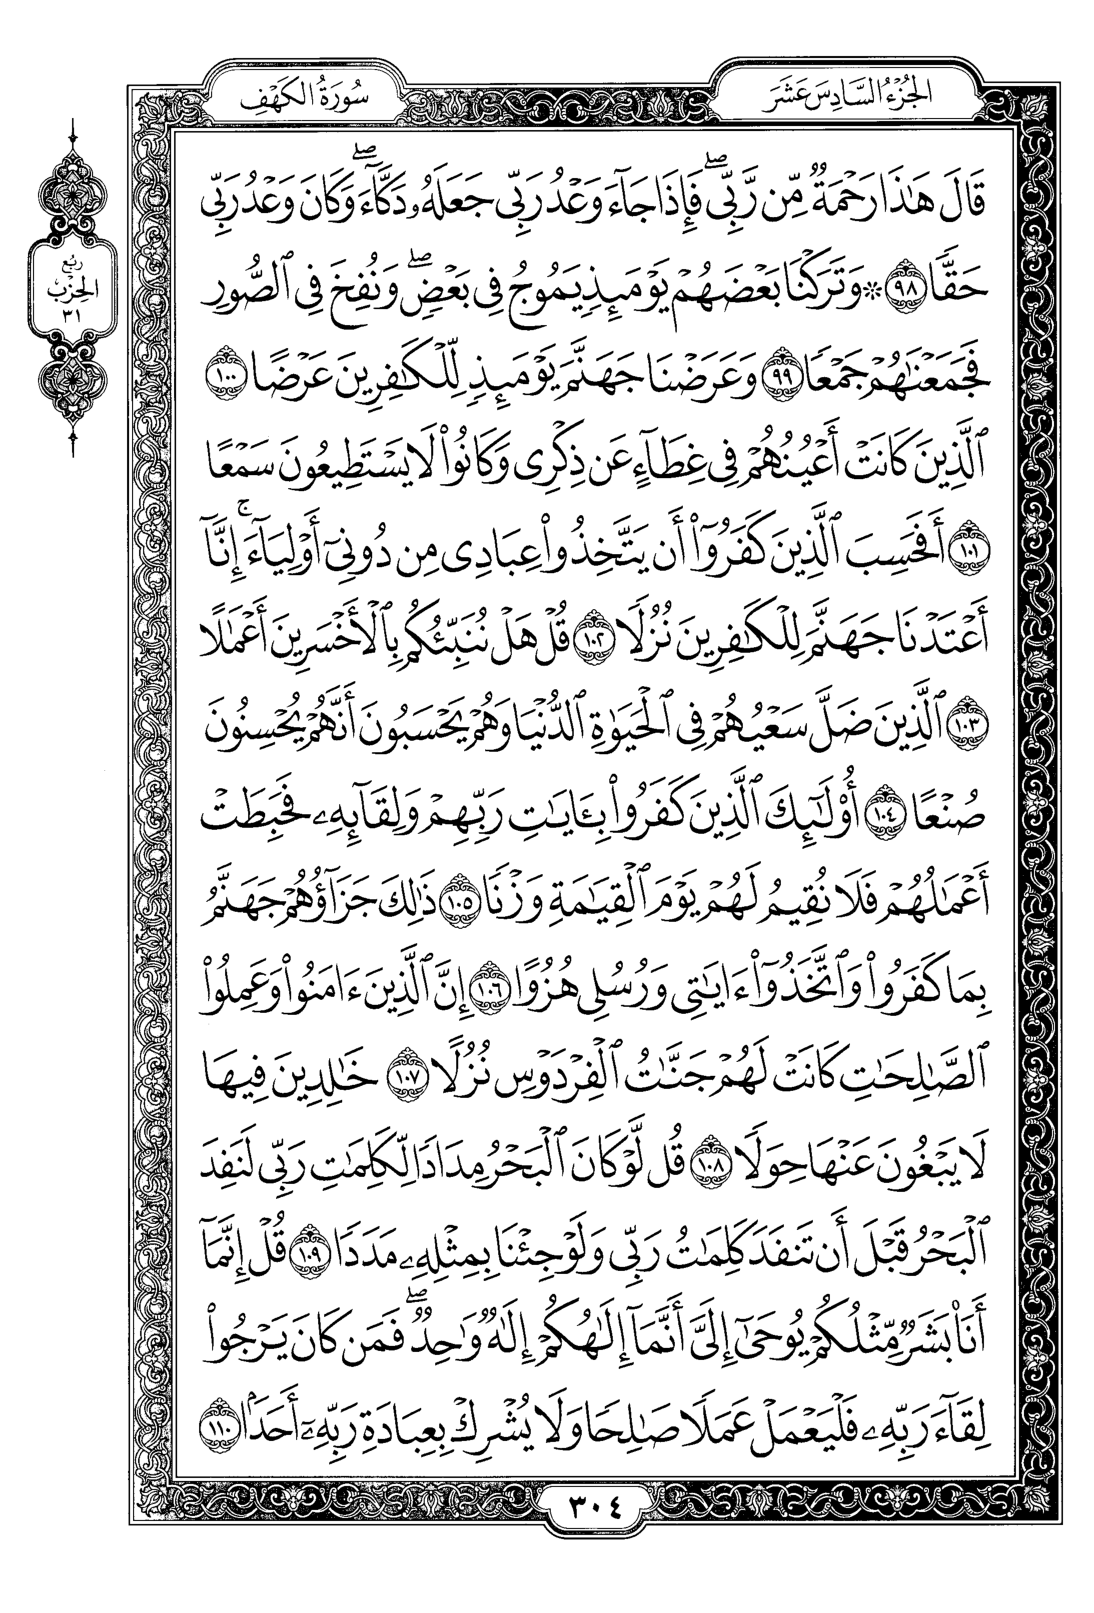 الجُزْءُ السَّادِسَ عَشَرَ
سُورَةُ الكَهْفِ
قَالَ هَٰذَا رَحْمَةٌ مِّن رَّبِّي ۖ فَإِذَا جَآءَ وَعْدُ رَبِّي جَعَلَهُۥ دَكَّآءَ ۖ وَكَانَ وَعْدُ رَبِّي
حَقًّا ٩٨ ۞ وَتَرَكْنَا بَعْضَهُمْ يَوْمَئِذٍ يَمُوجُ فِي بَعْضٍ ۖ وَنُفِخَ فِي ٱلصُّورِ
فَجَمَعْنَٰهُمْ جَمْعًا ٩٩ وَعَرَضْنَا جَهَنَّمَ يَوْمَئِذٍ لِّلْكَٰفِرِينَ عَرْضًا ١٠٠
ٱلَّذِينَ كَانَتْ أَعْيُنُهُمْ فِي غِطَآءٍ عَن ذِكْرِي وَكَانُوا۟ لَا يَسْتَطِيعُونَ سَمْعًا
١٠١ أَفَحَسِبَ ٱلَّذِينَ كَفَرُوٓا۟ أَن يَتَّخِذُوا۟ عِبَادِي مِن دُونِيٓ أَوْلِيَآءَ ۚ إِنَّآ
أَعْتَدْنَا جَهَنَّمَ لِلْكَٰفِرِينَ نُزُلًا ١٠٢ قُلْ هَلْ نُنَبِّئُكُم بِٱلْأَخْسَرِينَ أَعْمَٰلًا
١٠٣ ٱلَّذِينَ ضَلَّ سَعْيُهُمْ فِي ٱلْحَيَوٰةِ ٱلدُّنْيَا وَهُمْ يَحْسَبُونَ أَنَّهُمْ يُحْسِنُونَ
صُنْعًا ١٠٤ أُو۟لَٰٓئِكَ ٱلَّذِينَ كَفَرُوا۟ بِـَٔايَٰتِ رَبِّهِمْ وَلِقَآئِهِۦ فَحَبِطَتْ
أَعْمَٰلُهُمْ فَلَا نُقِيمُ لَهُمْ يَوْمَ ٱلْقِيَٰمَةِ وَزْنًا ١٠٥ ذَٰلِكَ جَزَآؤُهُمْ جَهَنَّمُ
بِمَا كَفَرُوا۟ وَٱتَّخَذُوٓا۟ ءَايَٰتِي وَرُسُلِي هُزُوًا ١٠٦ إِنَّ ٱلَّذِينَ ءَامَنُوا۟ وَعَمِلُوا۟
ٱلصَّٰلِحَٰتِ كَانَتْ لَهُمْ جَنَّٰتُ ٱلْفِرْدَوْسِ نُزُلًا ١٠٧ خَٰلِدِينَ فِيهَا
لَا يَبْغُونَ عَنْهَا حِوَلًا ١٠٨ قُل لَّوْ كَانَ ٱلْبَحْرُ مِدَادًا لِّكَلِمَٰتِ رَبِّي لَنَفِدَ
ٱلْبَحْرُ قَبْلَ أَن تَنفَدَ كَلِمَٰتُ رَبِّي وَلَوْ جِئْنَا بِمِثْلِهِۦ مَدَدًا ١٠٩ قُلْ إِنَّمَآ
أَنَا۠ بَشَرٌ مِّثْلُكُمْ يُوحَىٰٓ إِلَيَّ أَنَّمَآ إِلَٰهُكُمْ إِلَٰهٌ وَٰحِدٌ ۖ فَمَن كَانَ يَرْجُوا۟
لِقَآءَ رَبِّهِۦ فَلْيَعْمَلْ عَمَلًا صَٰلِحًا وَلَا يُشْرِكْ بِعِبَادَةِ رَبِّهِۦٓ أَحَدًۢا ١١٠
رُبُع
الحِزْب
٣١
٣٠٤